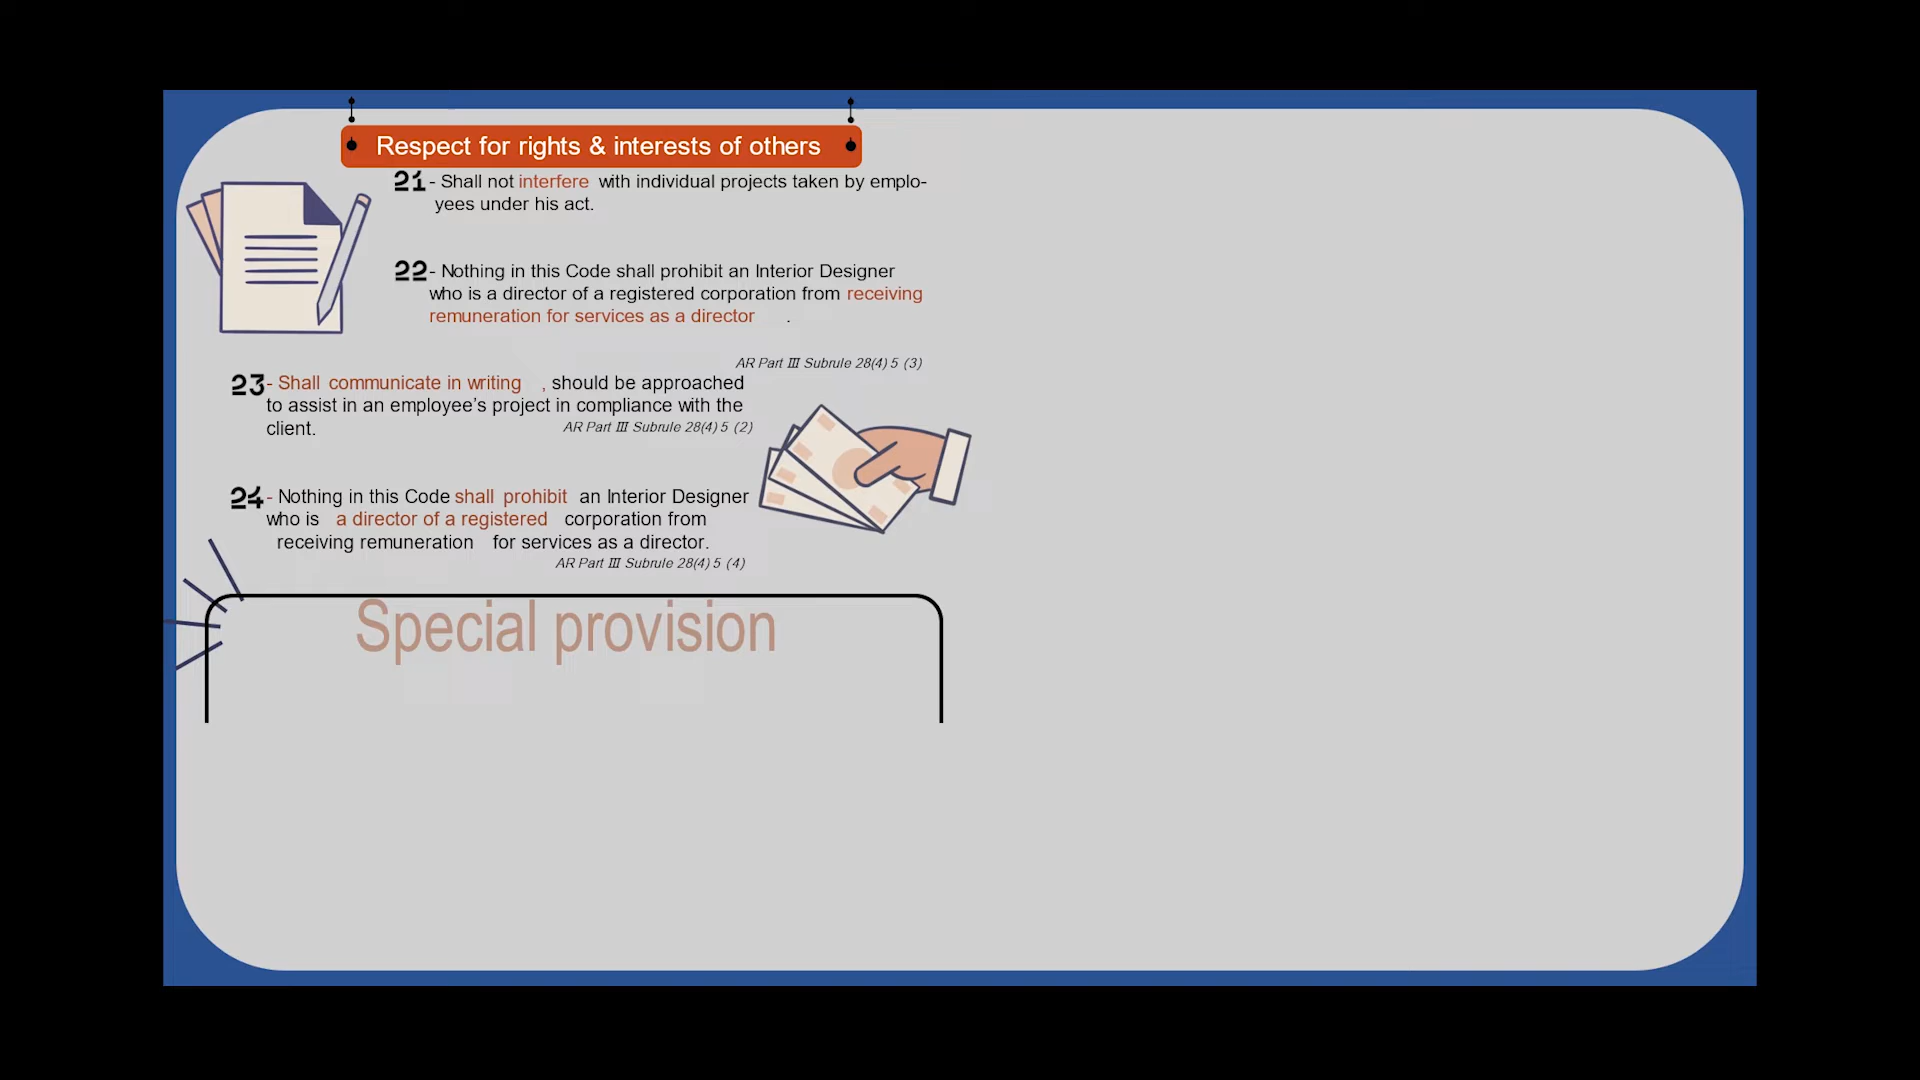 Respect for rights & interests of others
21- Shall not interfere with individual projects taken by emplo-
yees under his act.
22- Nothing in this Code shall prohibit an Interior Designer
who is a director of a registered corporation from receiving
remuneration for services as a director .
AR Part III Subrule 28(4) 5 (3)
23- Shall communicate in writing , should be approached
to assist in an employee’s project in compliance with the
client.
AR Part III Subrule 28(4) 5 (2)
24- Nothing in this Code shall prohibit an Interior Designer
who is a director of a registered corporation from
receiving remuneration for services as a director.
AR Part III Subrule 28(4) 5 (4)
Special provision